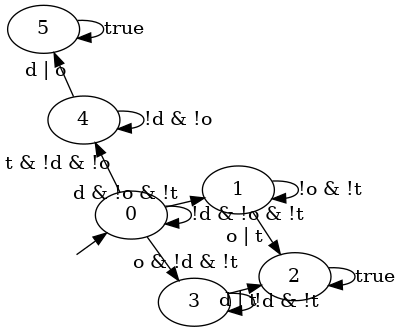 5
true
d | o
4
!d & !o
t & !d & !o
d & !o & !t
1
!o & !t
0
!d & !o & !t
o | t
o & !d & !t
2
true
3
d | t
!d & !t